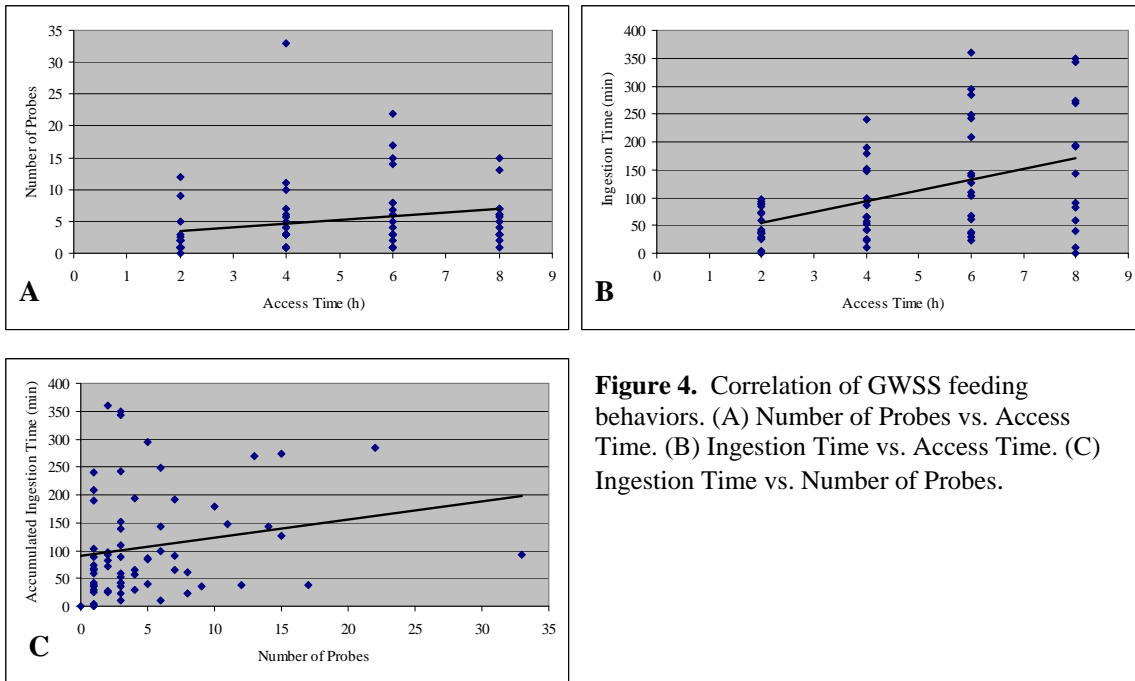 35
30
25
20
15
10
5
0
0 1 2 3 4 5 6 7 8 9
Number of Probes
Access Time (h)
A
400
350
300
250
200
150
100
50
0
0 1 2 3 4 5 6 7 8 9
Ingestion Time (min)
Access Time (h)
B
400
350
300
250
200
150
100
50
0
0 5 10 15 20 25 30 35
Accumulated Ingestion Time (min)
Number of Probes
C
Figure 4. Correlation of GWSS feeding
behaviors. (A) Number of Probes vs. Access
Time. (B) Ingestion Time vs. Access Time. (C)
Ingestion Time vs. Number of Probes.